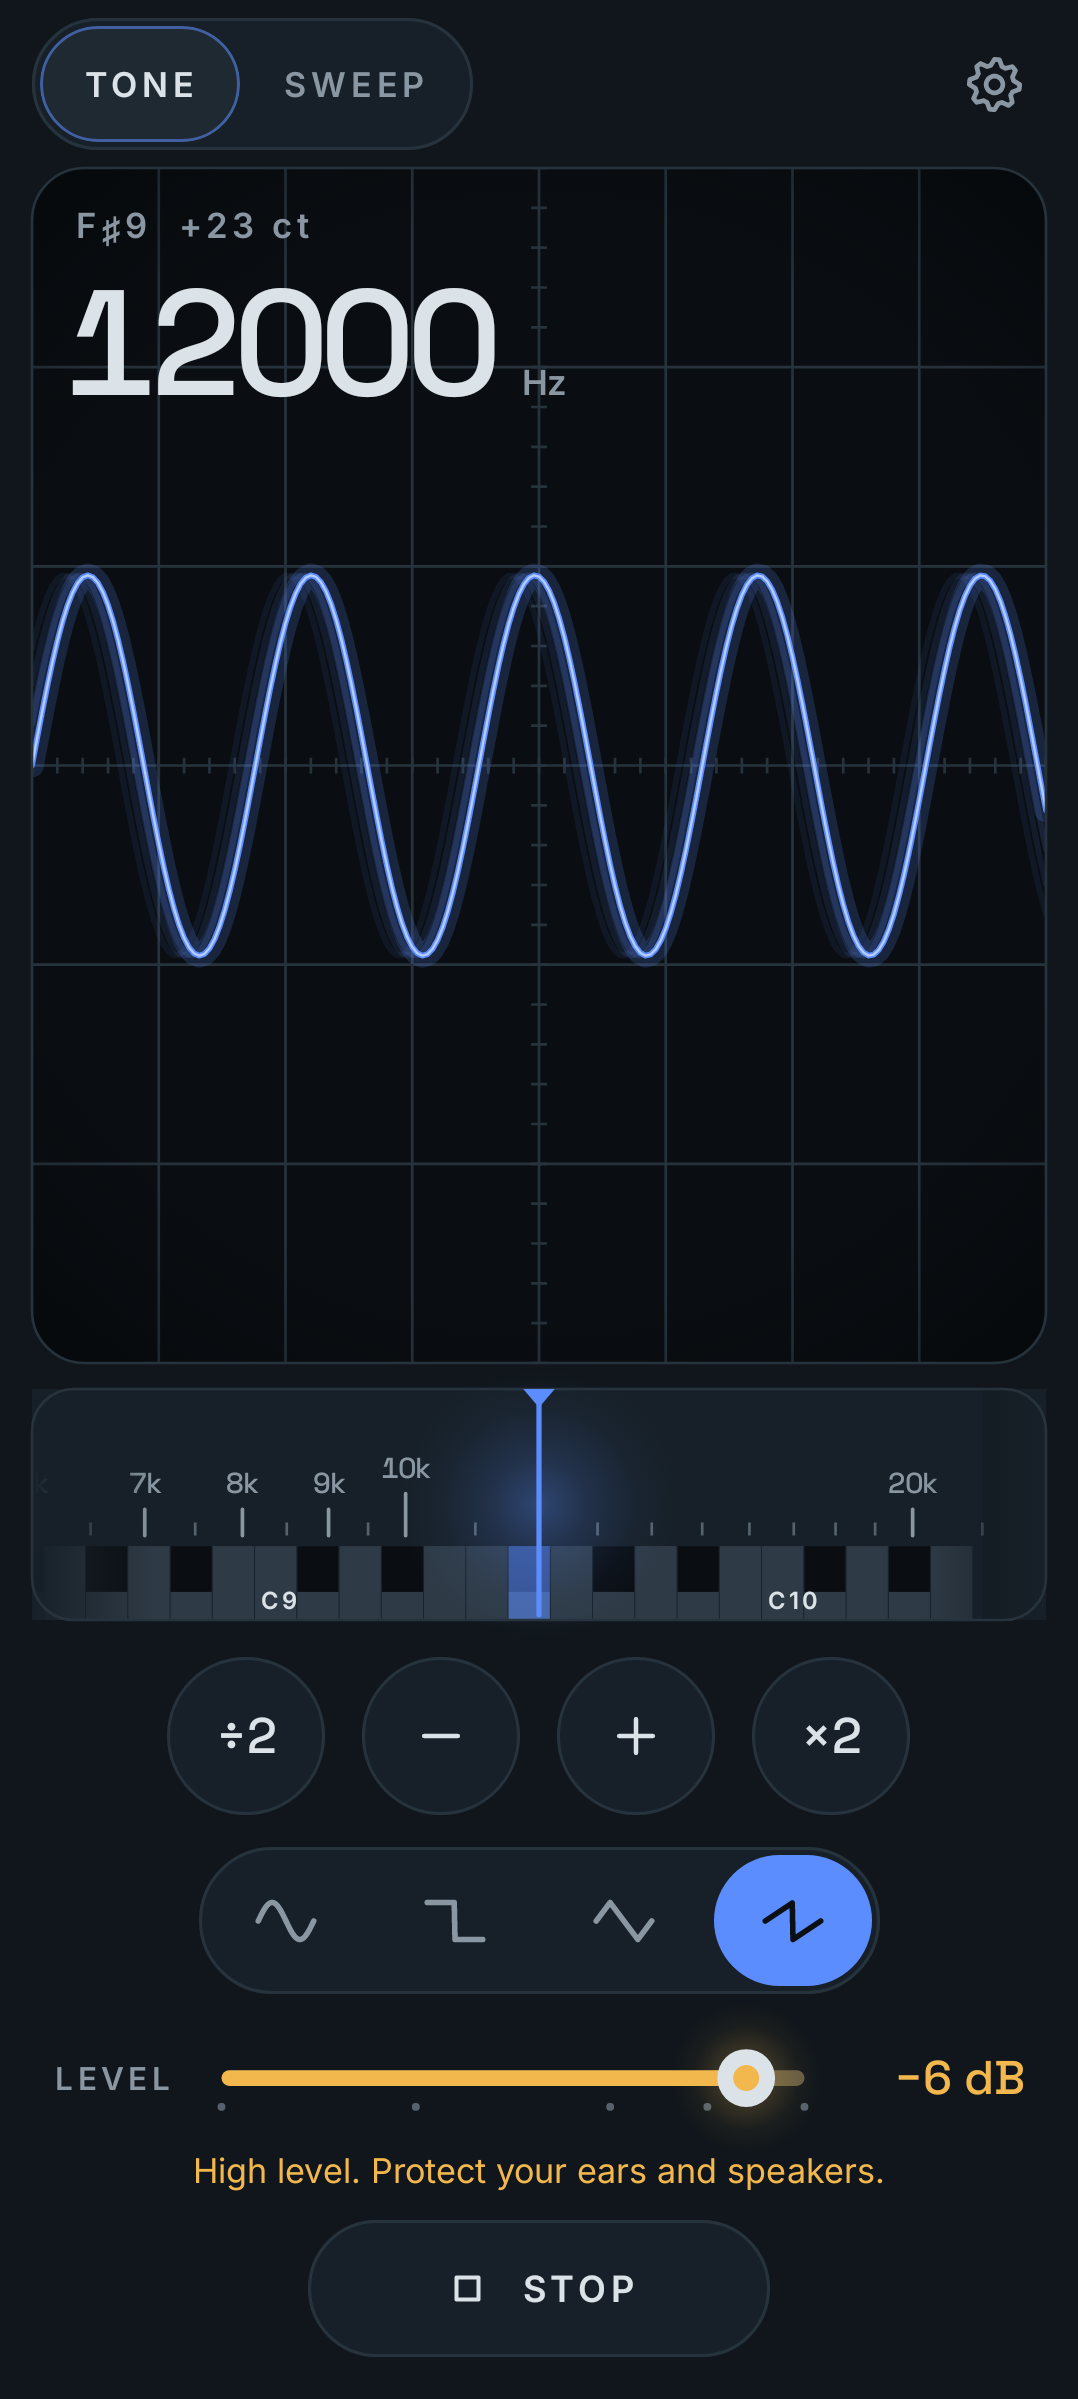 TONE SWEEP
F♯9 +23 ct
12000 Hz
7k 8k 9k 10k 20k
C9 C10
÷2 − + ×2
LEVEL −6 dB
High level. Protect your ears and speakers.
STOP